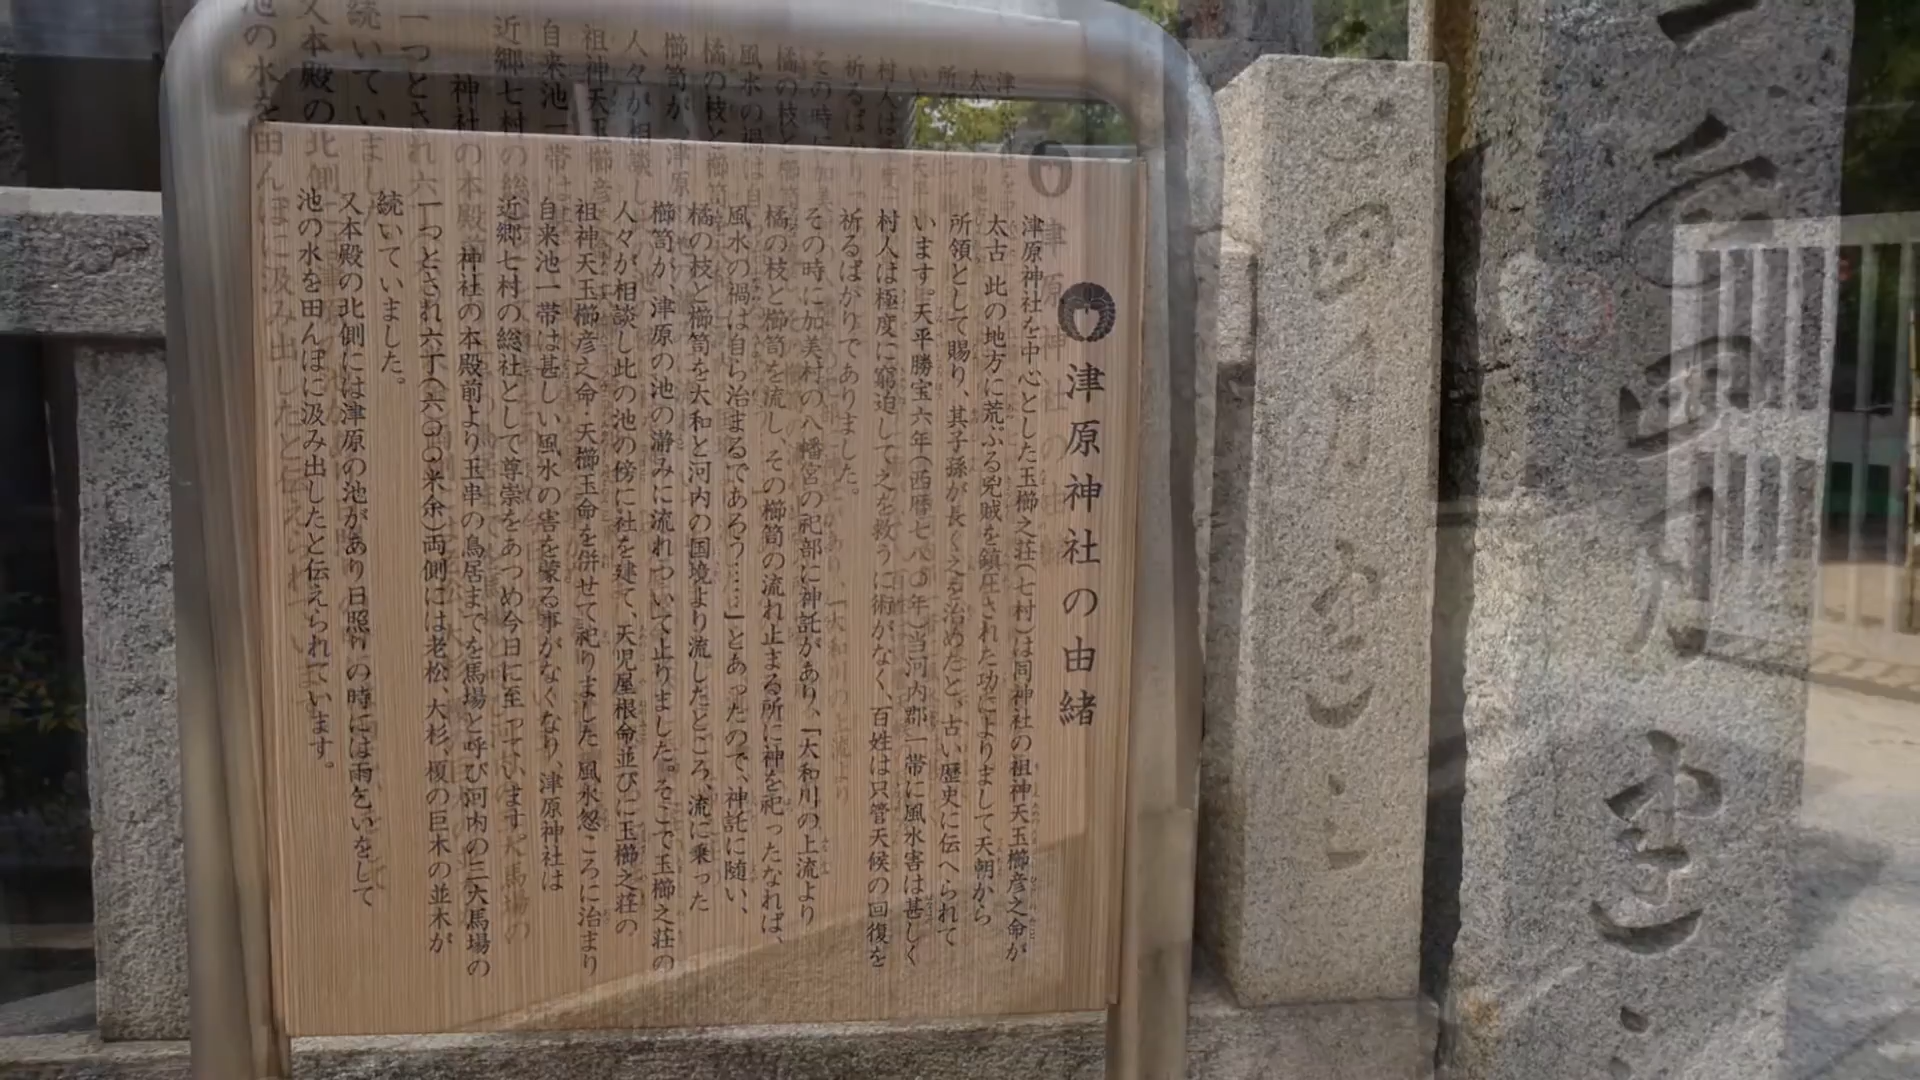 津原神社の由緒
津原神社を中心とした玉櫛之荘(七村)は同神社の祖神天玉櫛彦之命が
太古 此の地方に荒ぶる兇賊を鎮圧された功によりまして天朝から
所領として賜り、其子孫が長く之を治めたと、古い歴史に伝へられて
います。天平勝宝六年(西暦七八〇年)当河内郡一帯に風水害は甚しく
村人は極度に窮迫して之を救うに術がなく、百姓は只管天候の回復を
祈るばかりでありました。
その時に加美村の八幡宮の祀部に神託があり、「大和川の上流より
橘の枝と櫛笥を流し、その櫛笥の流れ止まる所に神を祀ったなれば、
風水の禍は自ら治まるであろう……」とあったので、神託に随い、
橘の枝と櫛笥を大和と河内の国境より流したところ、流に乗った
櫛笥が、津原の池の瀞みに流れついて止りました。そこで玉櫛之荘の
人々が相談し此の池の傍に社を建て、天児屋根命並びに玉櫛之荘の
祖神天玉櫛彦之命・天櫛玉命を併せて祀りました 風水忽ころに治まり
自来池一帯は甚しい風水の害を蒙る事がなくなり、津原神社は
近郷七村の総社として尊崇をあつめ今日に至っています。
神社の本殿前より玉串の鳥居までを馬場と呼び河内の三大馬場の
一つとされ六丁(六〇〇米余)両側には老松、大杉、榎の巨木の並木が
続いていました。
又本殿の北側には津原の池があり日照りの時には雨乞いをして
池の水を田んぼに汲み出したと伝えられています。